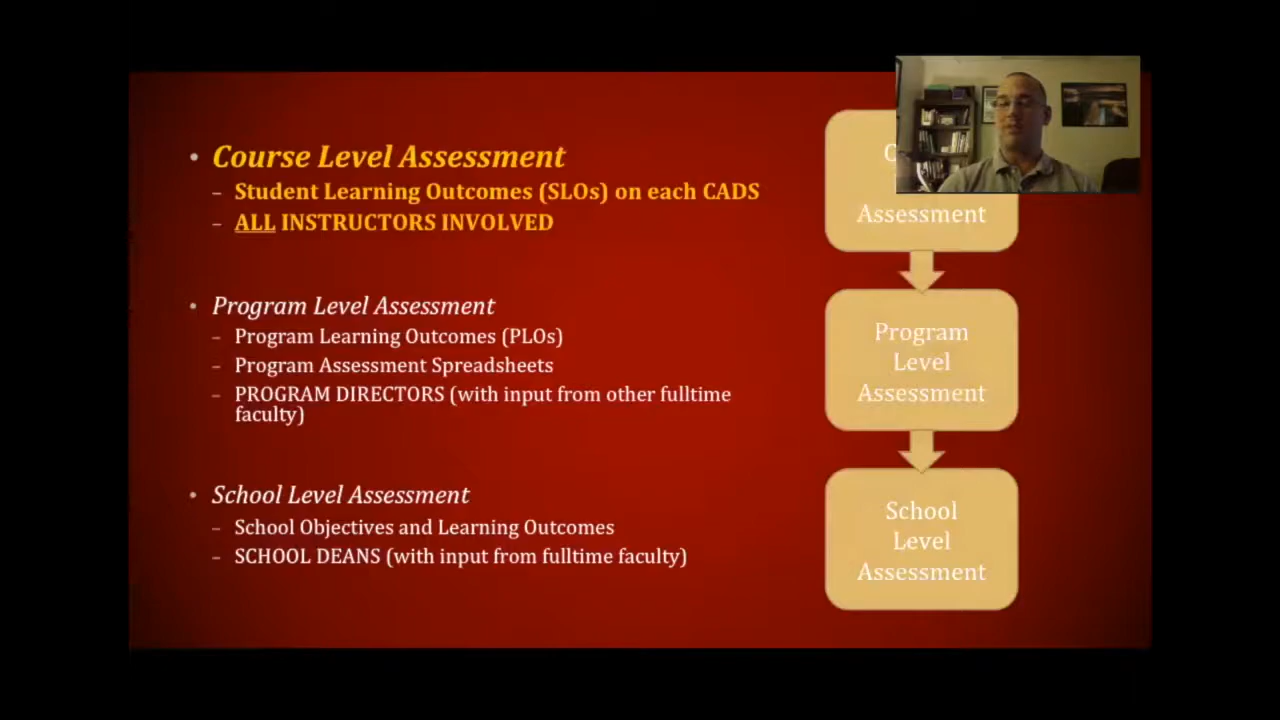 Course Level Assessment
Student Learning Outcomes (SLOs) on each CADS
ALL INSTRUCTORS INVOLVED
Program Level Assessment
Program Learning Outcomes (PLOs)
Program Assessment Spreadsheets
PROGRAM DIRECTORS (with input from other fulltime
faculty)
School Level Assessment
School Objectives and Learning Outcomes
SCHOOL DEANS (with input from fulltime faculty)
Assessment
Program
Level
Assessment
School
Level
Assessment